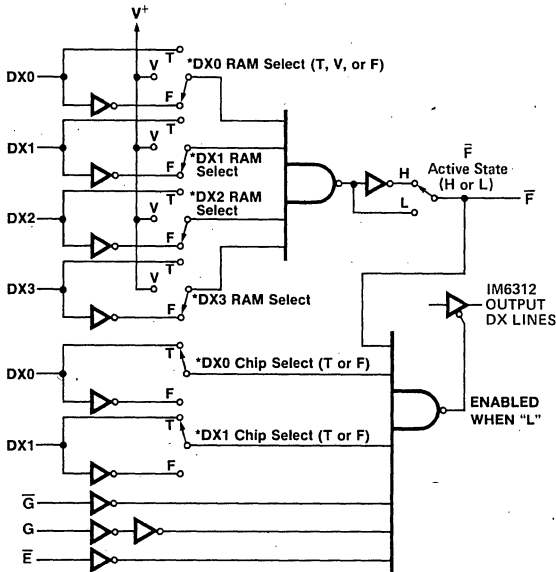 V⁺
DX0
T̅
V
F
*DX0 RAM Select (T, V, or F)
DX1
T̅
V
F
*DX1 RAM
Select
DX2
T̅
V
F
*DX2 RAM
Select
DX3
T̅
V
F
*DX3 RAM Select
H
L
F̅
Active State
(H or L)
F̅
IM6312
OUTPUT
DX LINES
ENABLED
WHEN "L"
DX0
T
F
*DX0 Chip Select (T or F)
DX1
T̅
F
*DX1 Chip Select (T or F)
G̅
G
E̅